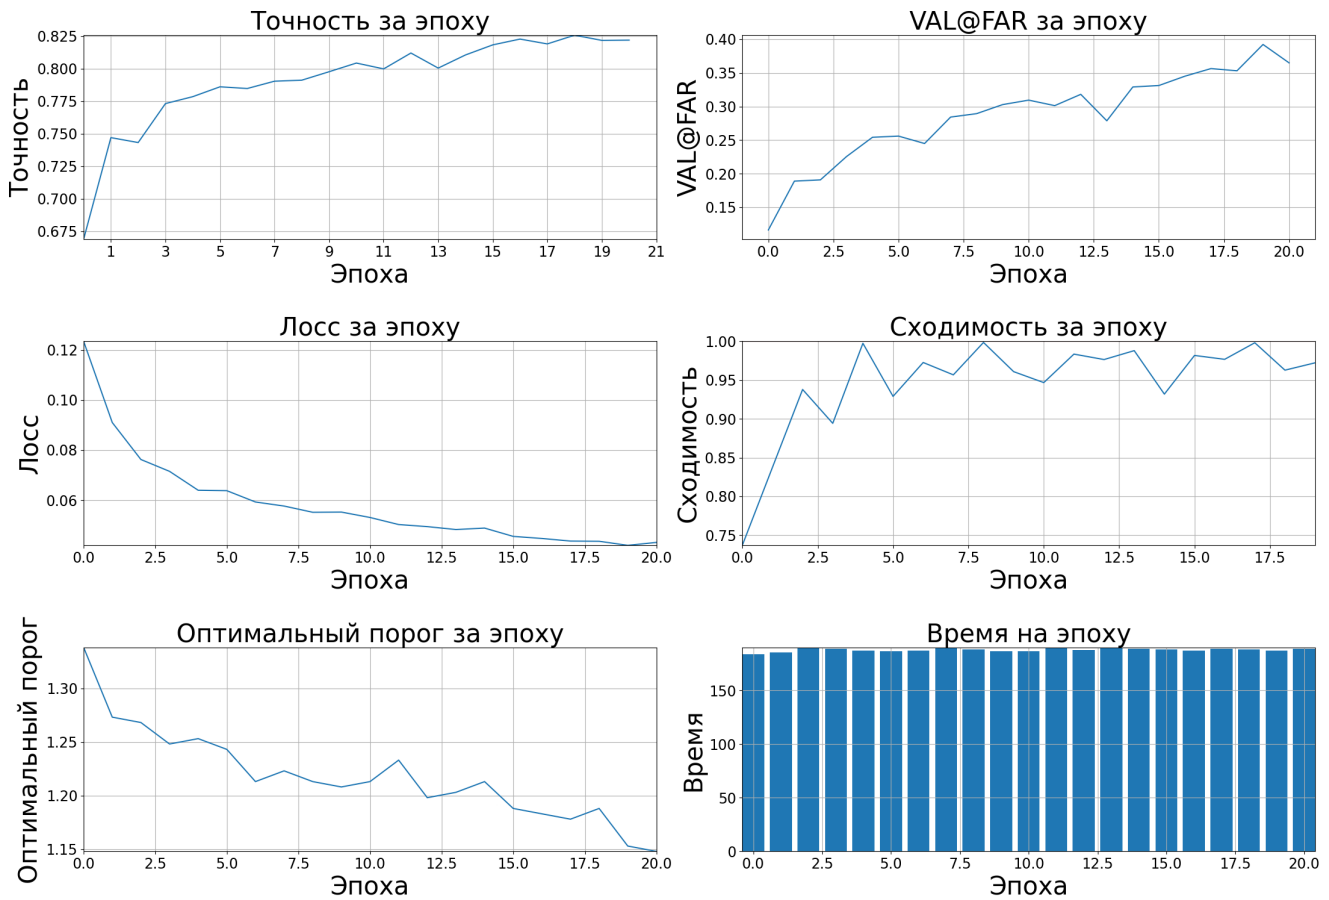 Точность за эпоху
0.825
0.800
0.775
0.750
0.725
0.700
0.675
Точность
1 3 5 7 9 11 13 15 17 19 21
Эпоха
VAL@FAR за эпоху
0.40
0.35
0.30
0.25
0.20
0.15
VAL@FAR
0.0 2.5 5.0 7.5 10.0 12.5 15.0 17.5 20.0
Эпоха
Лосс за эпоху
0.12
0.10
0.08
0.06
Лосс
0.0 2.5 5.0 7.5 10.0 12.5 15.0 17.5 20.0
Эпоха
Сходимость за эпоху
1.00
0.95
0.90
0.85
0.80
0.75
Сходимость
0.0 2.5 5.0 7.5 10.0 12.5 15.0 17.5
Эпоха
Оптимальный порог за эпоху
1.30
1.25
1.20
1.15
Оптимальный порог
0.0 2.5 5.0 7.5 10.0 12.5 15.0 17.5 20.0
Эпоха
Время на эпоху
150
100
50
0
Время
0.0 2.5 5.0 7.5 10.0 12.5 15.0 17.5 20.0
Эпоха